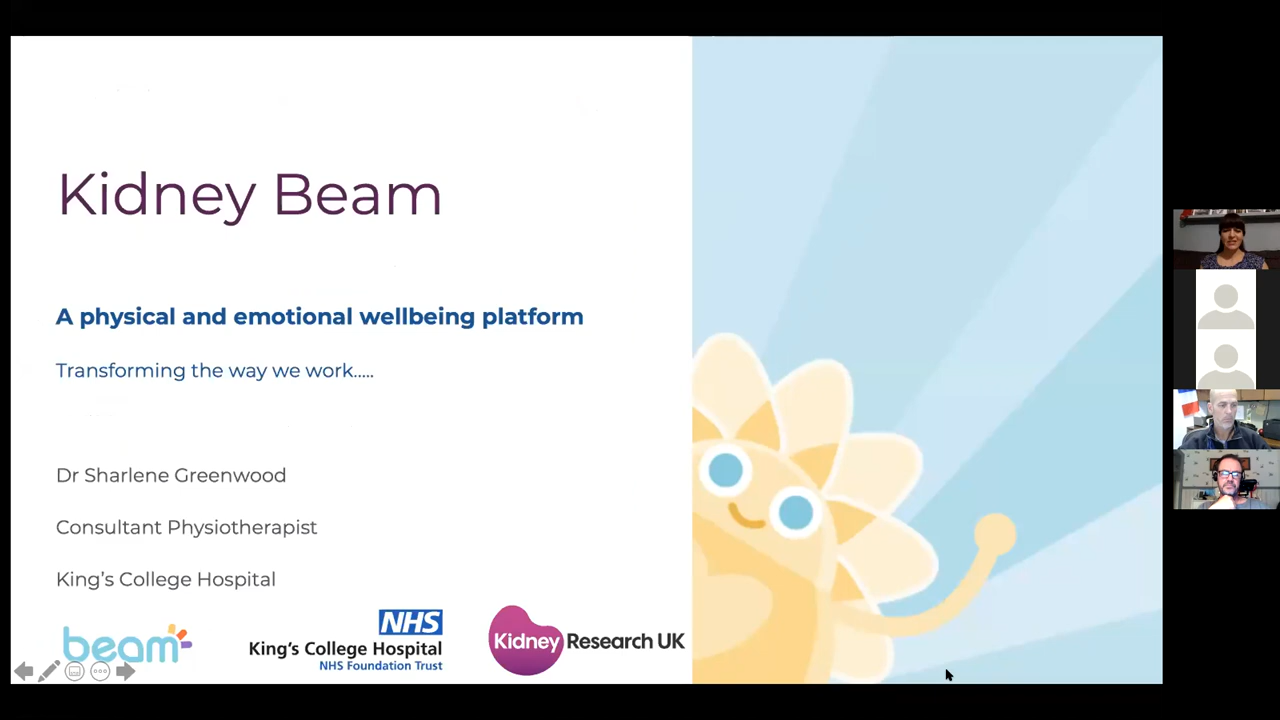 Kidney Beam
A physical and emotional wellbeing platform
Transforming the way we work.....
Dr Sharlene Greenwood
Consultant Physiotherapist
King's College Hospital
beam
NHS
King's College Hospital
NHS Foundation Trust
Kidney Research UK